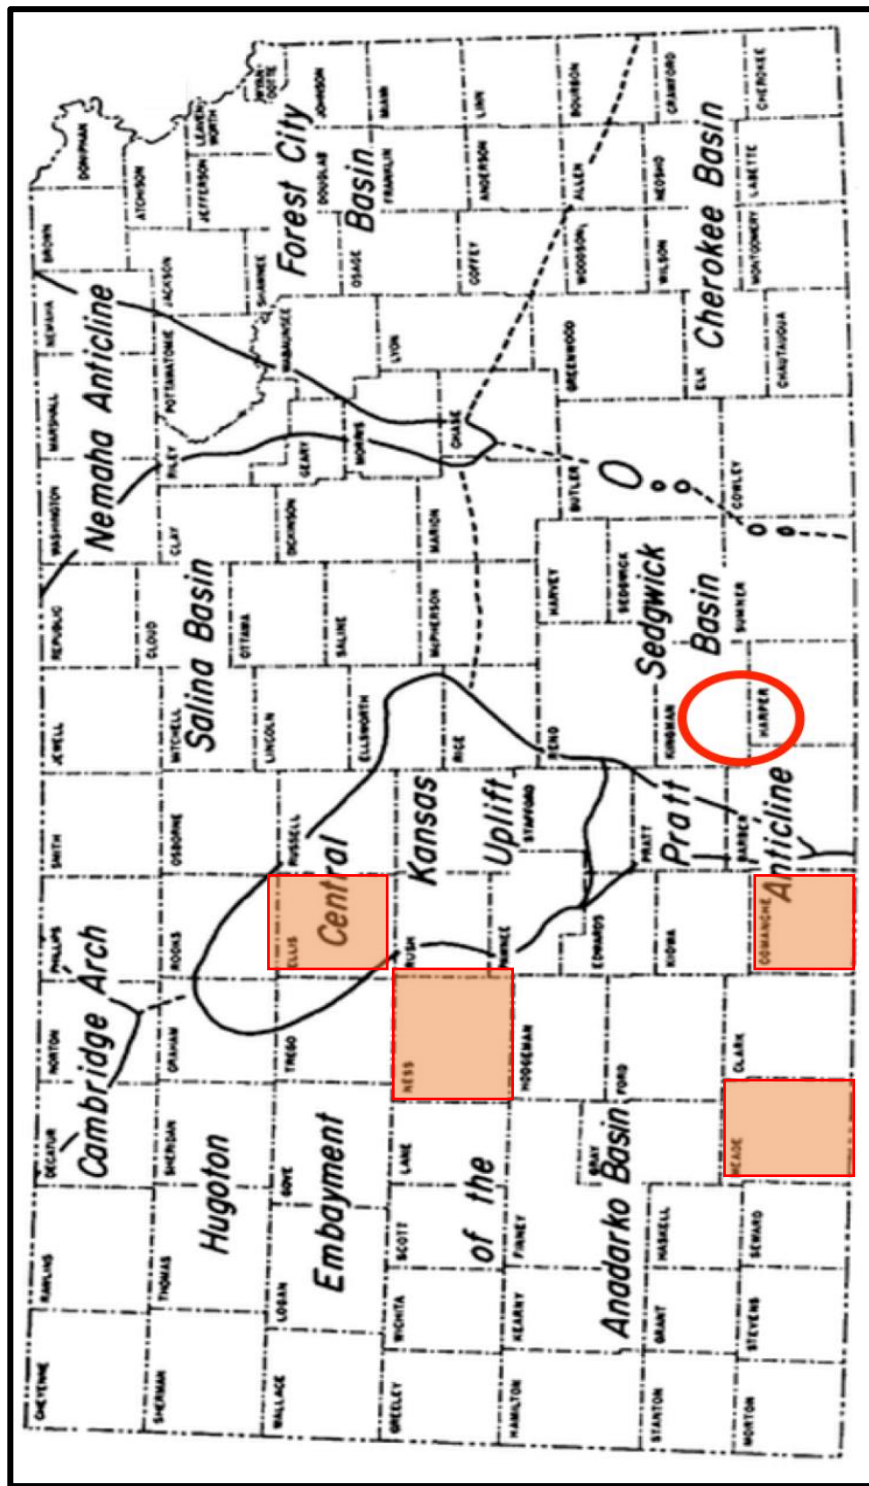 CHEYENNE
RAWLINS
DECATUR
NORTON
PHILLIPS
SMITH
JEWELL
REPUBLIC
WASHINGTON
MARSHALL
NEMAHA
BROWN
DONIPHAN
Cambridge Arch
Nemaha Anticline
SHERMAN
THOMAS
SHERIDAN
GRAHAM
ROOKS
OSBORNE
MITCHELL
CLOUD
CLAY
RILEY
POTTAWATOMIE
JACKSON
ATCHISON
JEFFERSON
LEAVEN
WORTH
WYAN
DOTTE
Hugoton
Salina Basin
WALLACE
LOGAN
GOVE
TREGO
ELLIS
RUSSELL
LINCOLN
OTTAWA
DICKINSON
GEARY
WABAUNSEE
SHAWNEE
DOUGLAS
JOHNSON
Embayment
Central
Forest City
Basin
GREELEY
WICHITA
SCOTT
LANE
NESS
RUSH
ELLSWORTH
SALINE
MORRIS
LYON
OSAGE
FRANKLIN
MIAMI
of the
Kansas
Uplift
HAMILTON
KEARNY
FINNEY
HODGEMAN
PAWNEE
STAFFORD
RICE
McPHERSON
MARION
CHASE
COFFEY
ANDERSON
LINN
Anadarko Basin
GRAY
FORD
EDWARDS
RENO
HARVEY
BUTLER
GREENWOOD
WOODSON
ALLEN
BOURBON
STANTON
GRANT
HASKELL
KIOWA
PRATT
Pratt
KINGMAN
SEDGWICK
Sedgwick
Basin
ELK
WILSON
NEOSHO
CRAWFORD
Cherokee Basin
MORTON
STEVENS
SEWARD
MEADE
CLARK
COMANCHE
BARBER
Anticline
HARPER
SUMNER
COWLEY
CHAUTAUQUA
MONTGOMERY
LABETTE
CHEROKEE